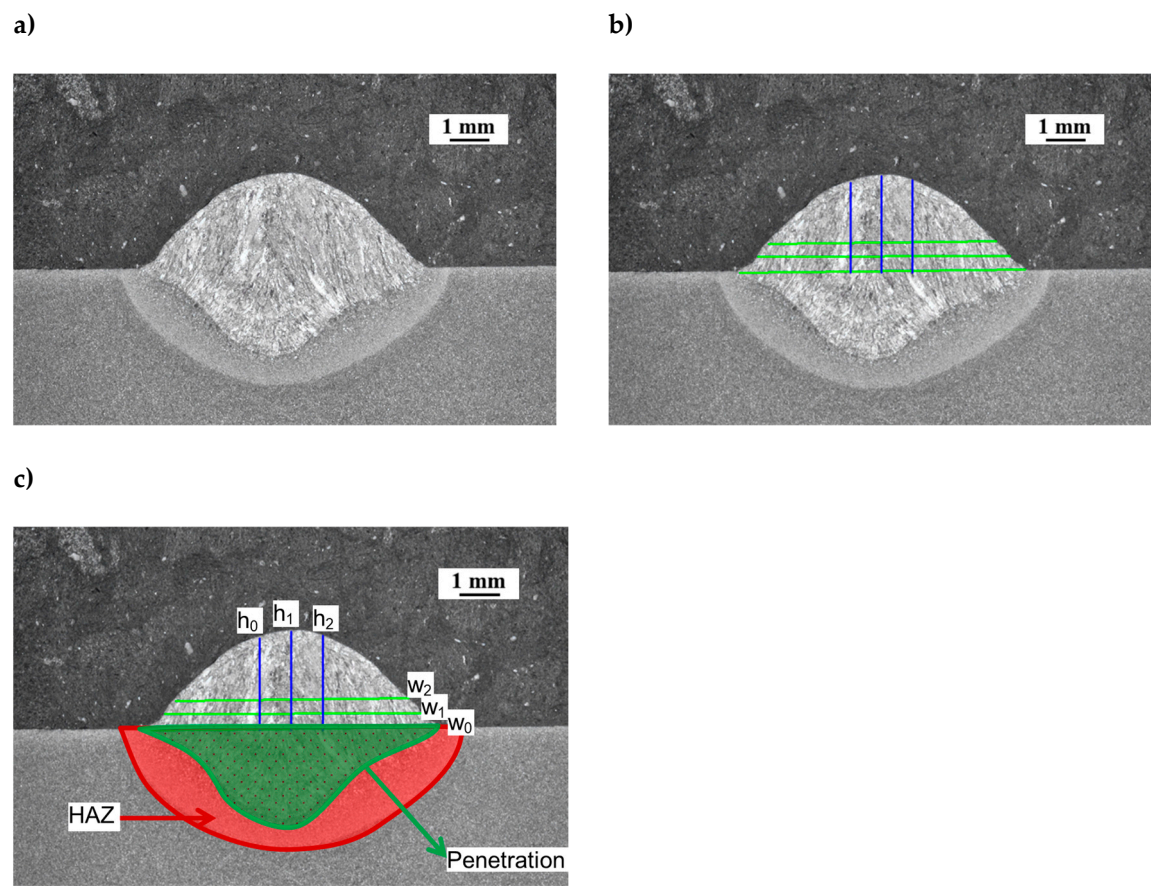 a)
b)
1 mm
1 mm
c)
1 mm
h₀
h₁
h₂
w₂
w₁
w₀
HAZ
Penetration